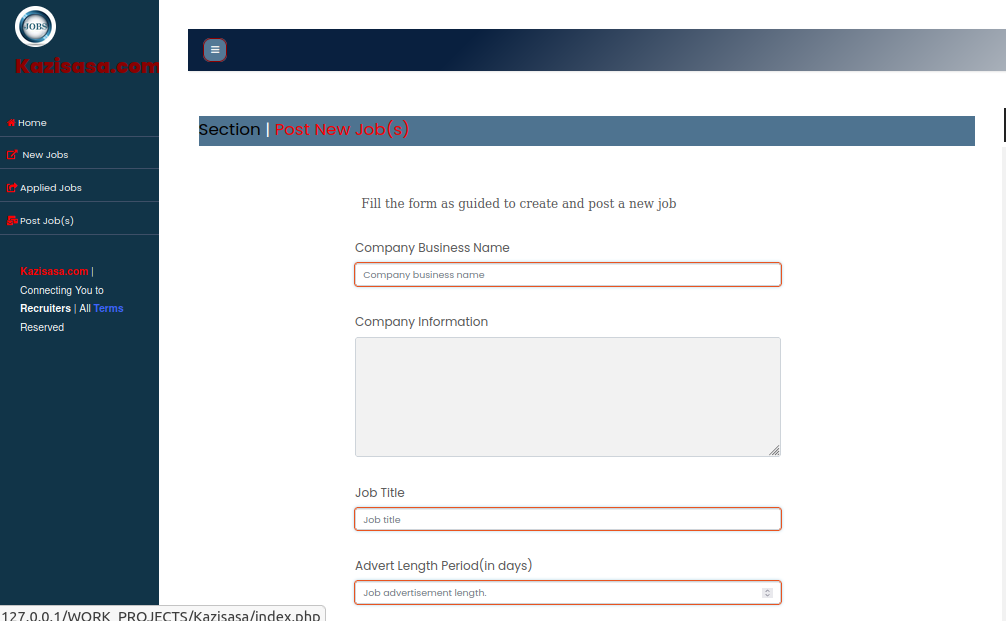 JOBS
Kazisasa.com
Home
New Jobs
Applied Jobs
Post Job(s)
Kazisasa.com |
Connecting You to
Recruiters | All Terms
Reserved
Section | Post New Job(s)
Fill the form as guided to create and post a new job
Company Business Name
Company business name
Company Information
Job Title
Job title
Advert Length Period(in days)
Job advertisement length.
127.0.0.1/WORK_PROJECTS/Kazisasa/index.php